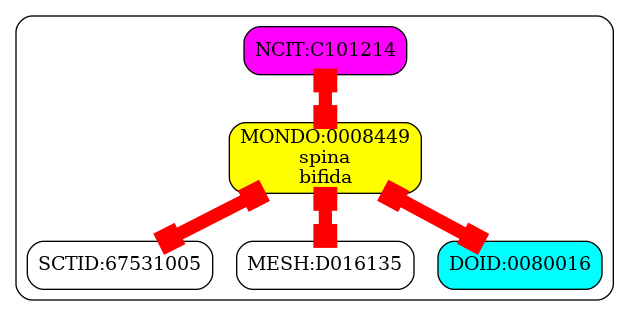 NCIT:C101214
MONDO:0008449
spina
bifida
SCTID:67531005
MESH:D016135
DOID:0080016